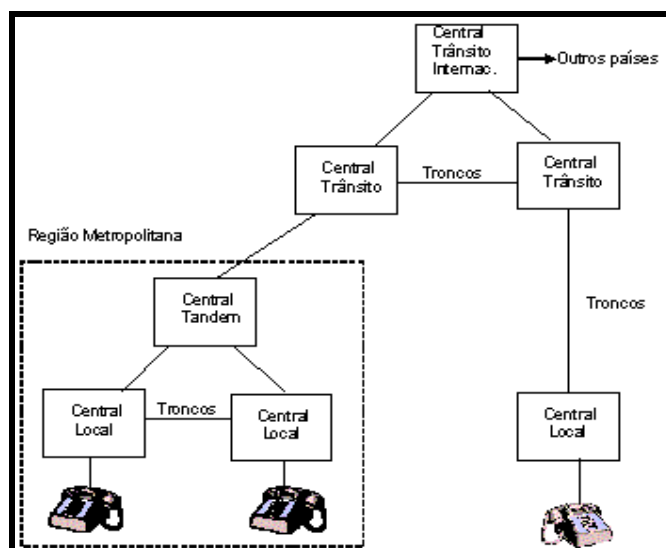 Central
Trânsito
Internac.
Outros países
Central
Trânsito
Troncos
Central
Trânsito
Região Metropolitana
Central
Tandem
Troncos
Central
Local
Troncos
Central
Local
Central
Local